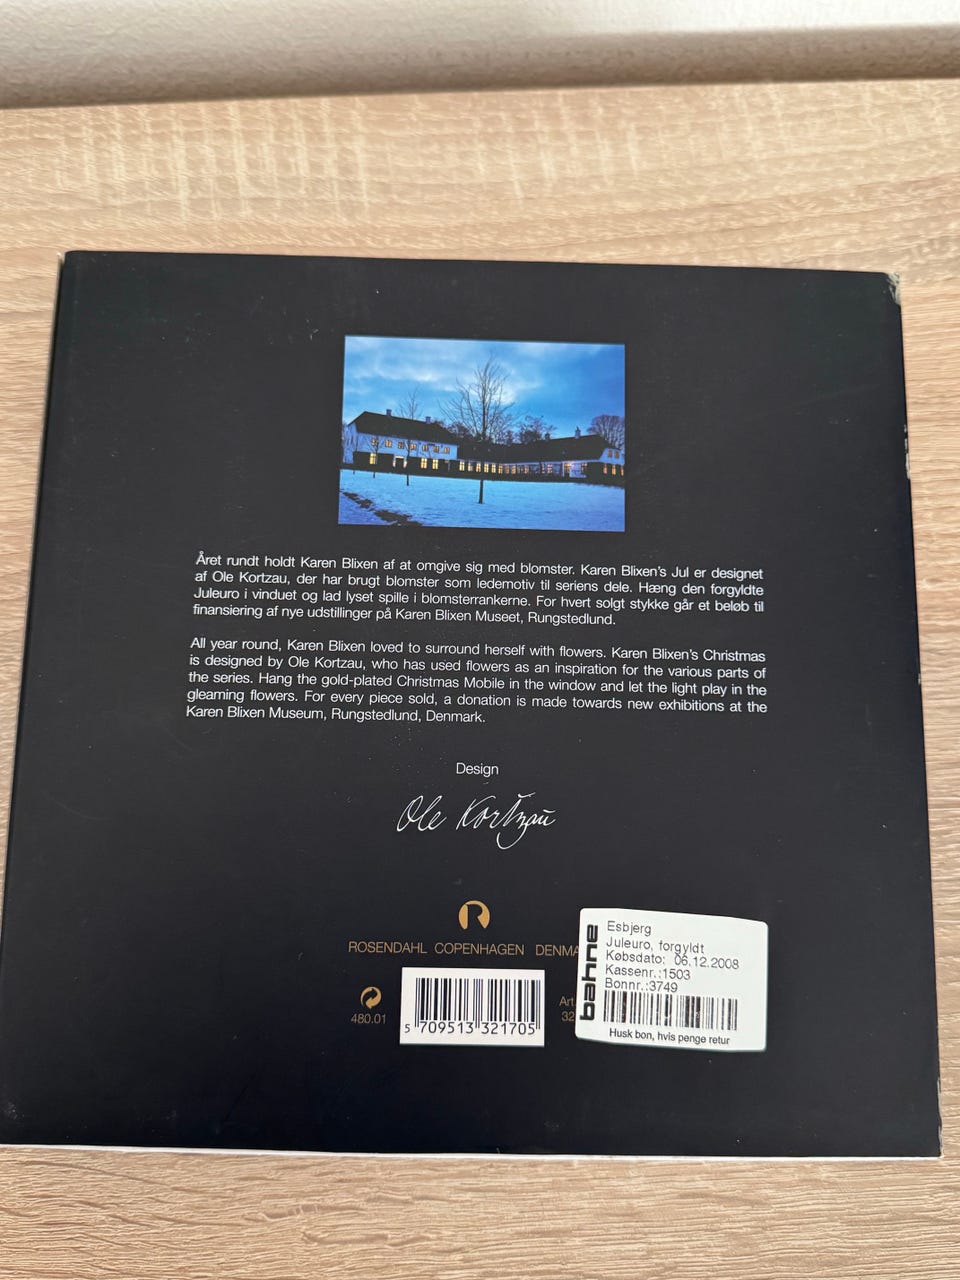 Året rundt holdt Karen Blixen af at omgive sig med blomster. Karen Blixen's Jul er designet
af Ole Kortzau, der har brugt blomster som ledemotiv til seriens dele. Hæng den forgyldte
Juleuro i vinduet og lad lyset spille i blomsterrankerne. For hvert solgt stykke går et beløb til
finansiering af nye udstillinger på Karen Blixen Museet, Rungstedlund.
All year round, Karen Blixen loved to surround herself with flowers. Karen Blixen's Christmas
is designed by Ole Kortzau, who has used flowers as an inspiration for the various parts of
the series. Hang the gold-plated Christmas Mobile in the window and let the light play in the
gleaming flowers. For every piece sold, a donation is made towards new exhibitions at the
Karen Blixen Museum, Rungstedlund, Denmark.
Design
Ole Kortzau
R
ROSENDAHL COPENHAGEN DENMA
480.01
5 709513 321705
Art.
32
bahne
Esbjerg
Juleuro, forgyldt
Købsdato: 06.12.2008
Kassenr.:1503
Bonnr.:3749
Husk bon, hvis penge retur